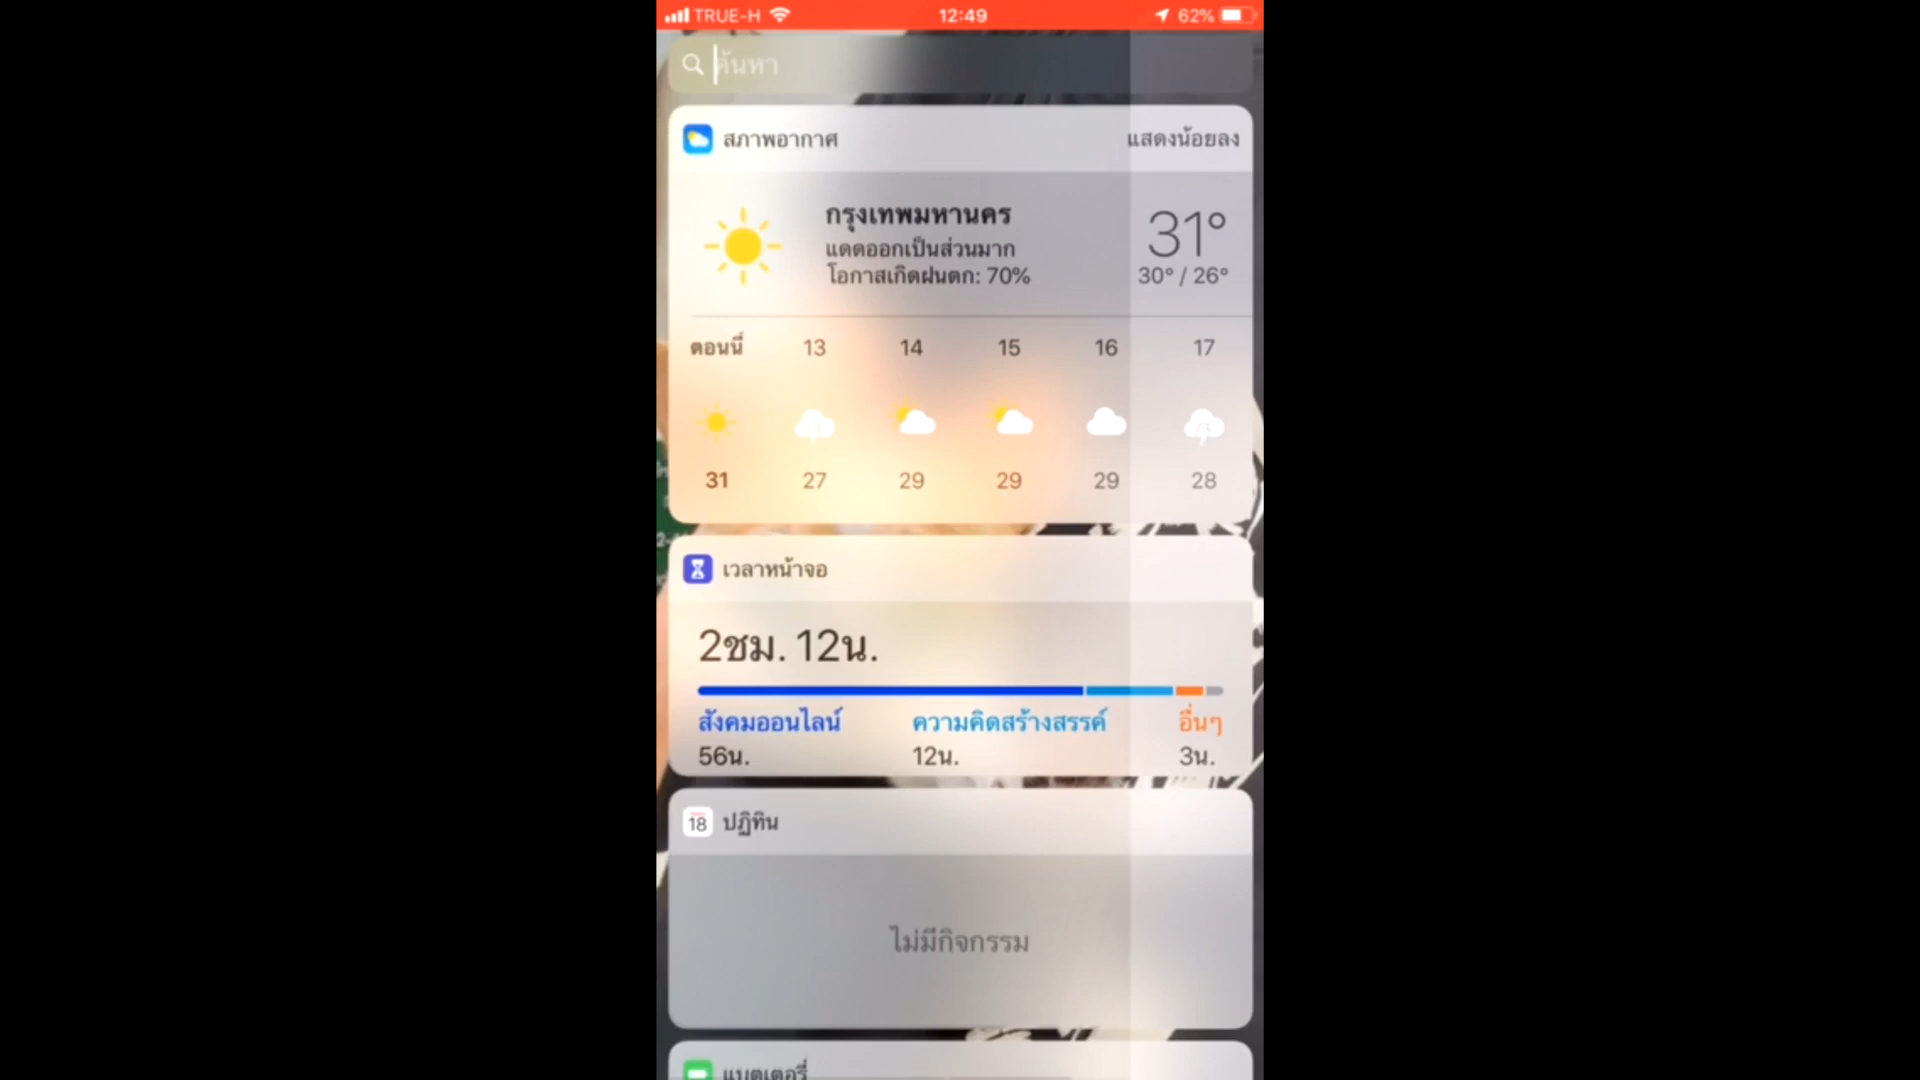 TRUE-H 12:49 62%
ค้นหา
สภาพอากาศ แสดงน้อยลง
กรุงเทพมหานคร 31°
แดดออกเป็นส่วนมาก
โอกาสเกิดฝนตก: 70% 30° / 26°
ตอนนี้ 13 14 15 16 17
31 27 29 29 29 28
เวลาหน้าจอ
2ชม. 12น.
สังคมออนไลน์ ความคิดสร้างสรรค์ อื่นๆ
56น. 12น. 3น.
18 ปฏิทิน
ไม่มีกิจกรรม
แบตเตอรี่